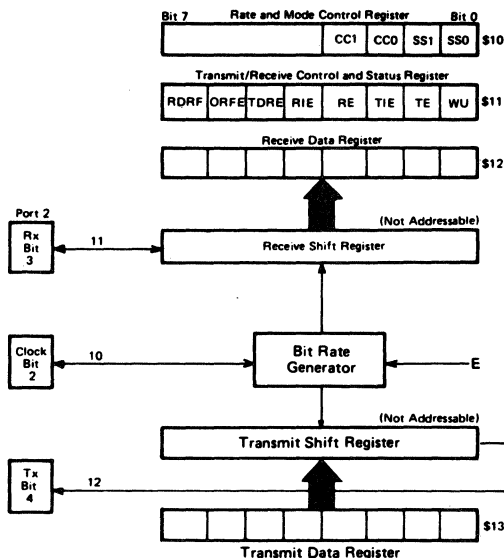 Bit 7 Rate and Mode Control Register Bit 0
CC1 CC0 SS1 SS0 $10
Transmit/Receive Control and Status Register
RDRF ORFE TDRE RIE RE TIE TE WU $11
Receive Data Register
$12
Port 2
(Not Addressable)
Rx
Bit
3
11
Receive Shift Register
Clock
Bit
2
10
Bit Rate
Generator
E
(Not Addressable)
Transmit Shift Register
Tx
Bit
4
12
$13
Transmit Data Register